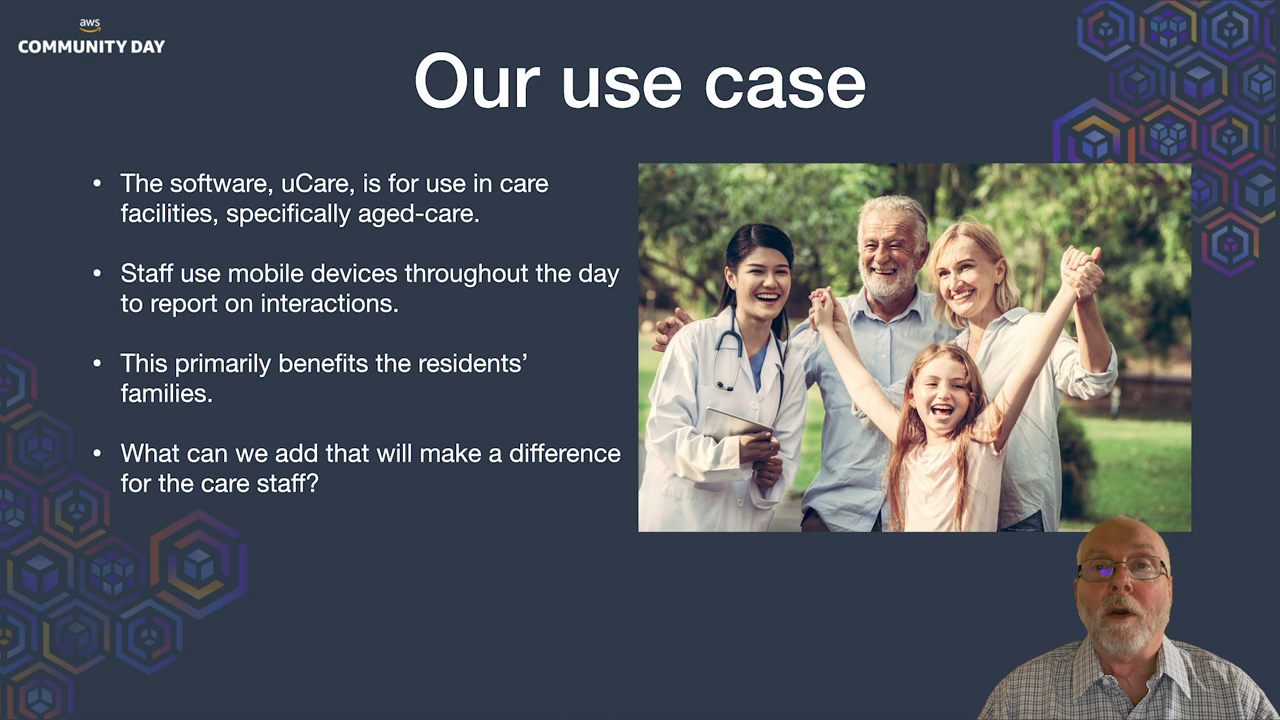 aws
COMMUNITY DAY
Our use case
• The software, uCare, is for use in care
facilities, specifically aged-care.
• Staff use mobile devices throughout the day
to report on interactions.
• This primarily benefits the residents’
families.
• What can we add that will make a difference
for the care staff?